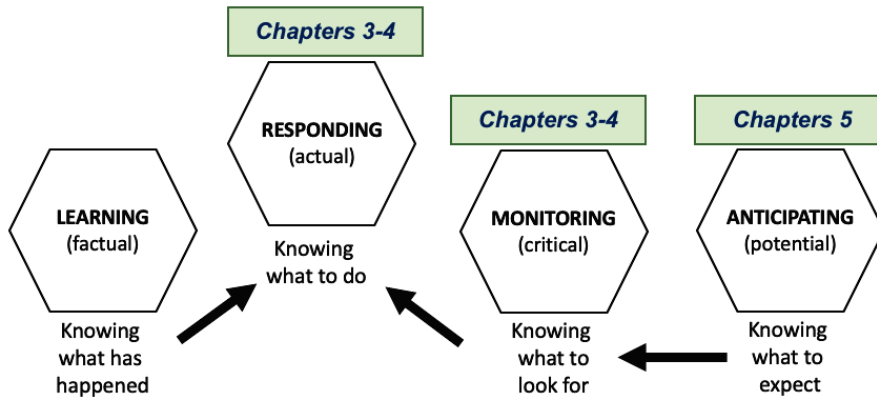 Chapters 3-4
RESPONDING
(actual)
Knowing
what to do
LEARNING
(factual)
Knowing
what has
happened
Chapters 3-4
MONITORING
(critical)
Knowing
what to
look for
Chapters 5
ANTICIPATING
(potential)
Knowing
what to
expect